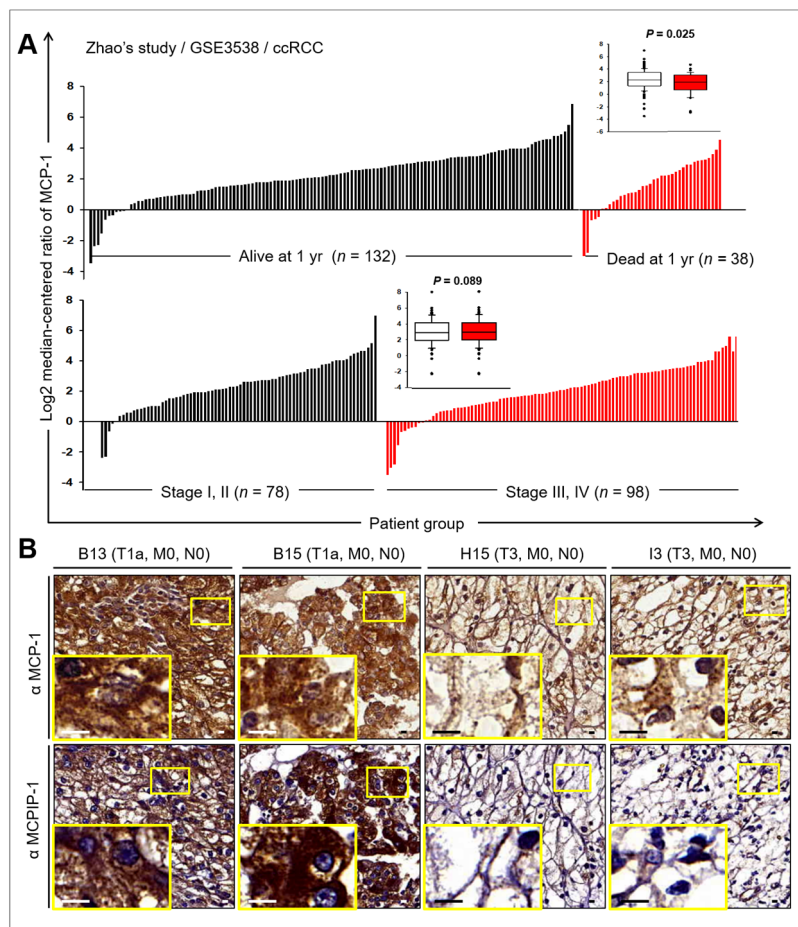 A
Zhao's study / GSE3538 / ccRCC
P = 0.025
8
6
4
2
0
-2
-4
-6
8
6
4
2
0
-2
-4
Alive at 1 yr (n = 132)
Dead at 1 yr (n = 38)
Log2 median-centered ratio of MCP-1
P = 0.089
8
6
4
2
0
-2
-4
8
6
4
2
0
-2
-4
Stage I, II (n = 78)
Stage III, IV (n = 98)
Patient group
B
B13 (T1a, M0, N0)
B15 (T1a, M0, N0)
H15 (T3, M0, N0)
I3 (T3, M0, N0)
α MCP-1
α MCPIP-1